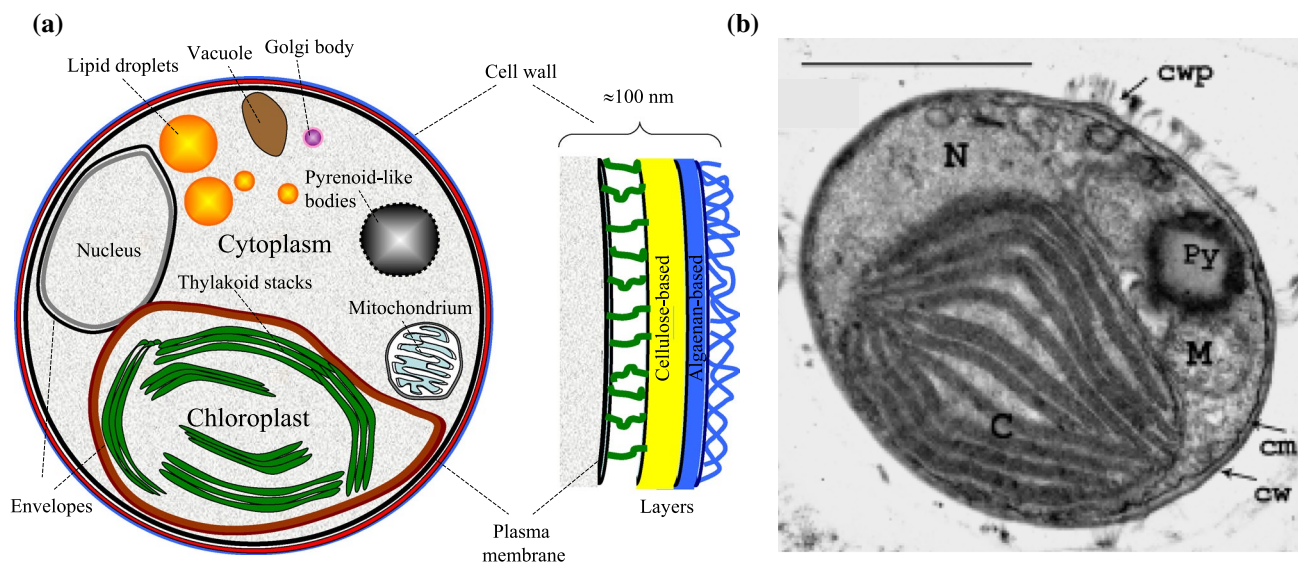 (a)
Lipid droplets
Vacuole
Golgi body
Cell wall
≈100 nm
Pyrenoid-like
bodies
Nucleus
Cytoplasm
Thylakoid stacks
Mitochondrium
Chloroplast
Envelopes
Plasma
membrane
Cellulose-based
Algaenan-based
Layers
(b)
cwp
N
Py
M
C
cm
cw